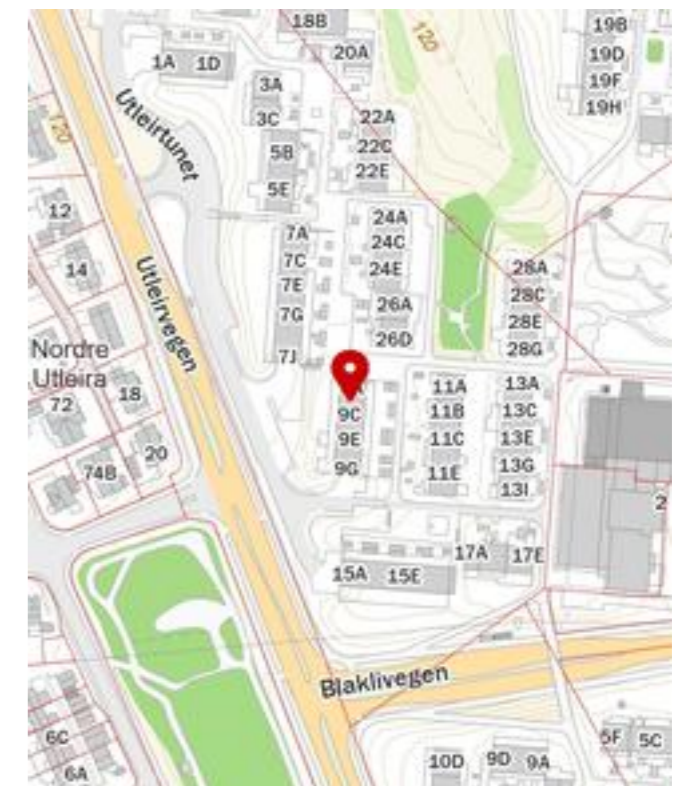 18B
19B
20A
120
19D
1A 1D
3A
19F
19H
3C
22A
Utleirtunet
120
22C
5B
22E
5E
12
24A
7A
24C
7C
24E
28A
14
7E
28C
26A
Utleirvegen
7G
28E
26D
Nordre
Utleira
7J
28G
18
11A
13A
72
9C
11B
13C
9E
11C
13E
20
9G
13G
74B
11E
13I
2
17A
17E
15A 15E
Blaklivegen
6C
5F
5C
10D
9D
9A
6A